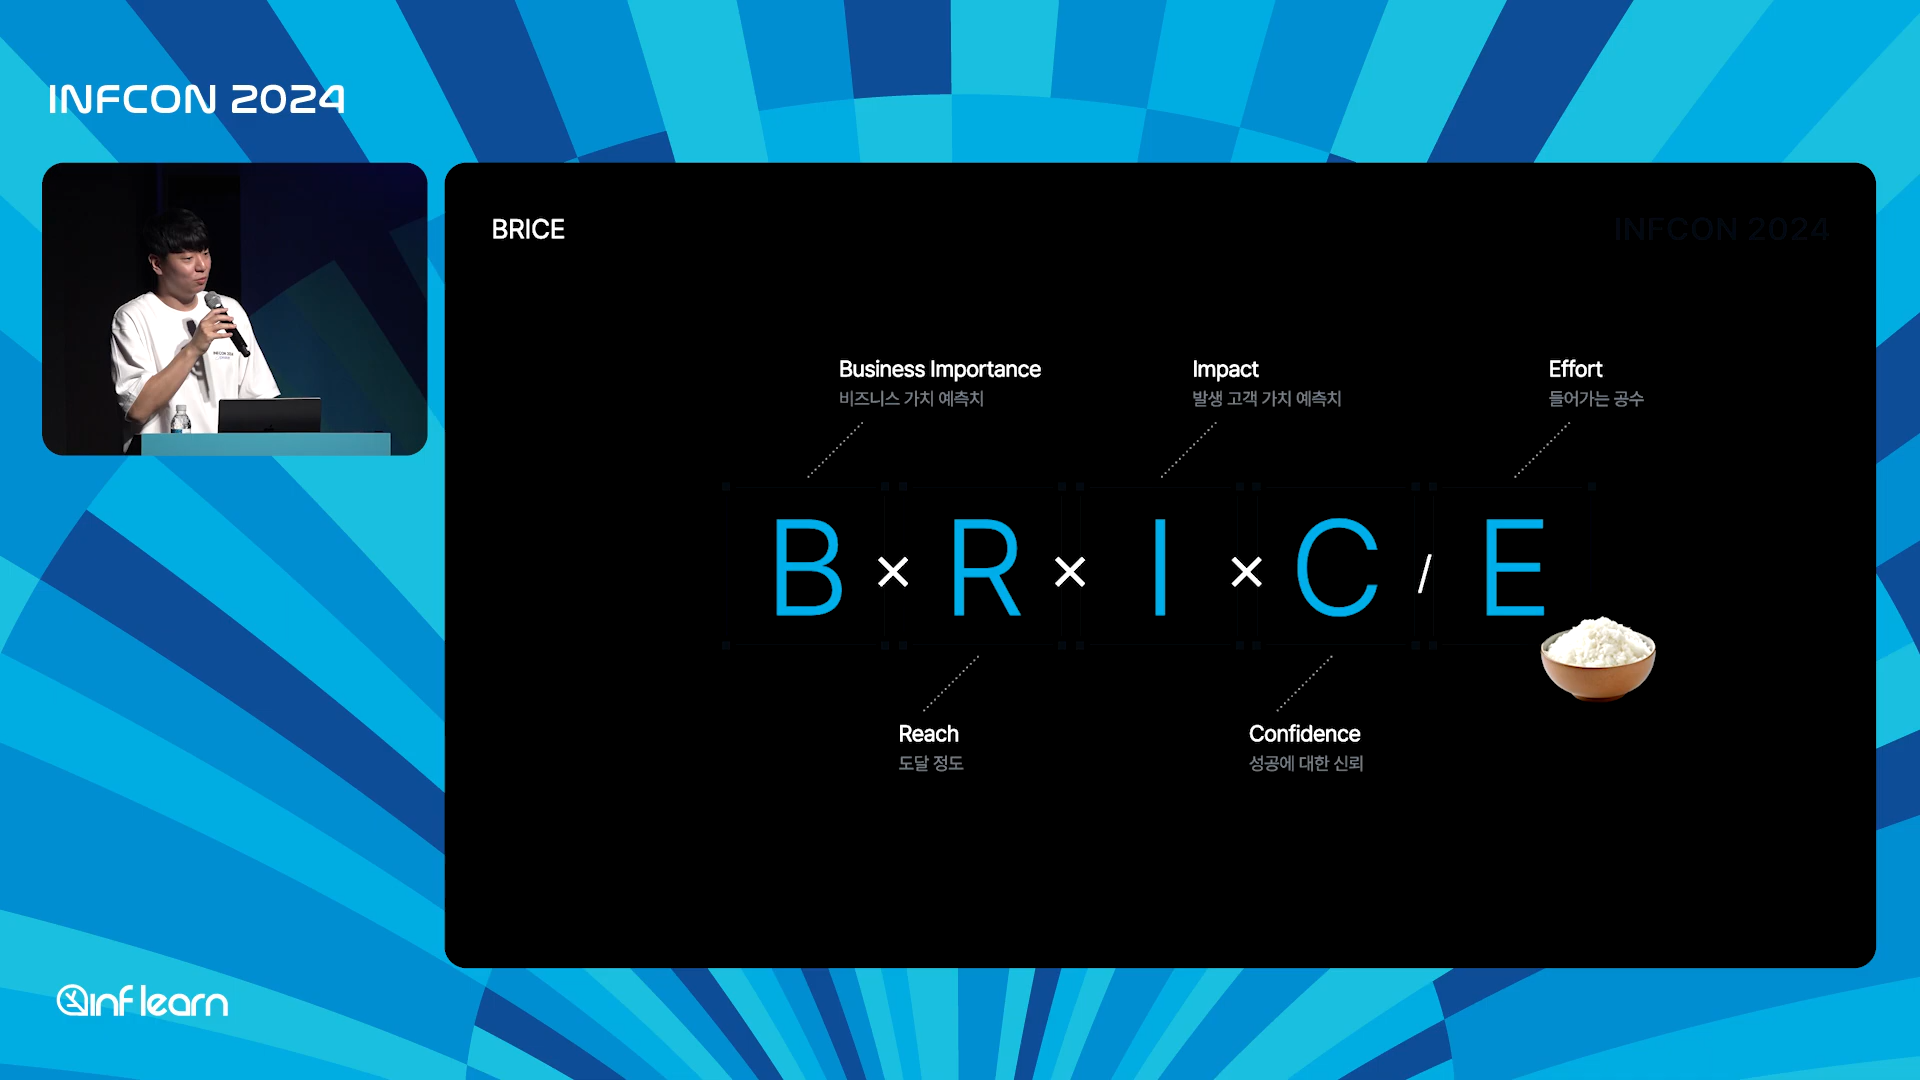 INFCON 2024
BRICE
INFCON 2024
Business Importance
비즈니스 가치 예측치
Impact
발생 고객 가치 예측치
Effort
들어가는 공수
B × R × I × C / E
Reach
도달 정도
Confidence
성공에 대한 신뢰
inflearn